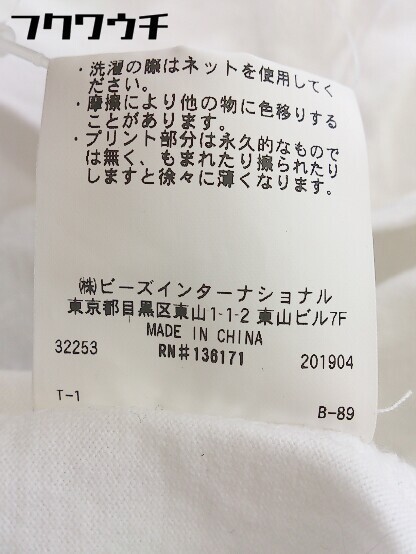 フクワウチ
・洗濯の際はネットを使用してく
ださい。
・摩擦により他の物に色移りする
ことがあります。
・プリント部分は永久的なもので
は無く、もまれたり擦られたり
しますと徐々に薄くなります。
㈱ビーズインターナショナル
東京都目黒区東山1-1-2 東山ビル7F
MADE IN CHINA
32253 RN#136171 201904
T-1 B-89